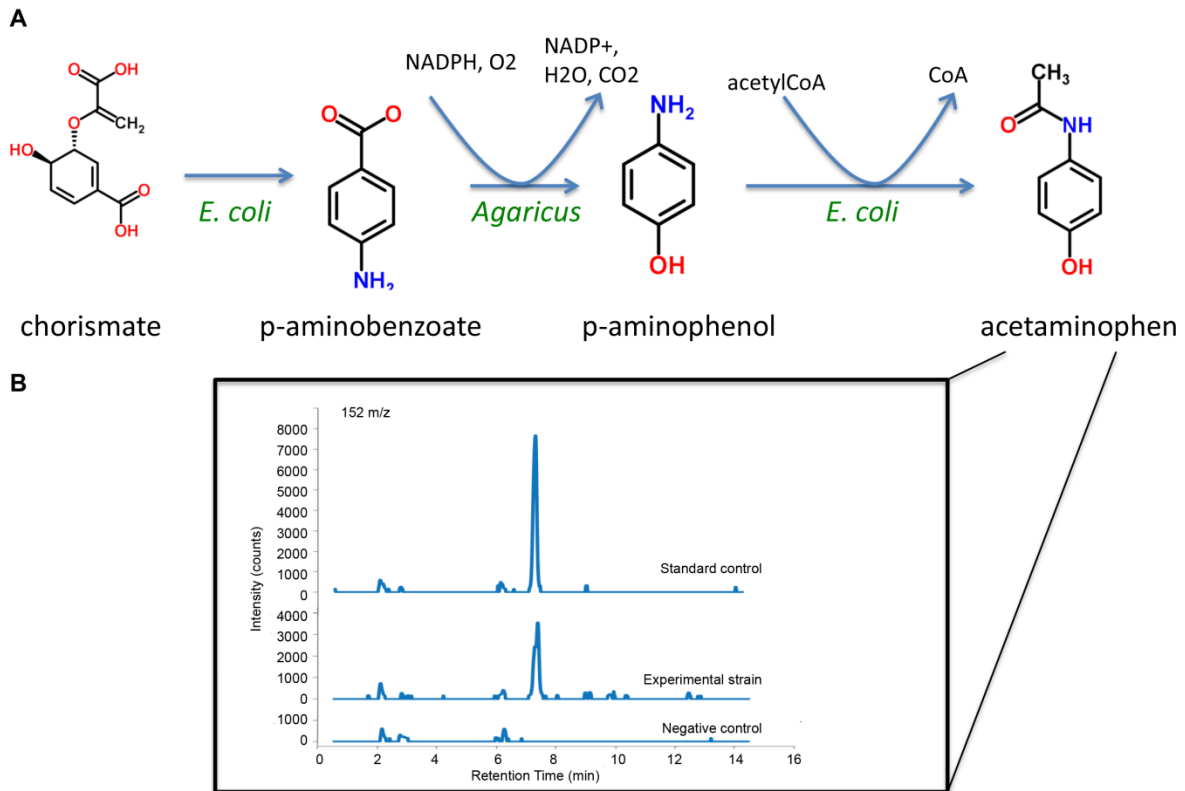 A
O
OH
O
CH2
HO
O
OH
E. coli
O
O
NH2
p-aminobenzoate
NADPH, O2
NADP+,
H2O, CO2
Agaricus
NH2
OH
p-aminophenol
acetylCoA
CoA
E. coli
CH3
O
NH
OH
acetaminophen
chorismate
B
152 m/z
Intensity (counts)
8000
7000
6000
5000
4000
3000
2000
1000
0
Standard control
4000
3000
2000
1000
0
Experimental strain
1000
0
Negative control
0 2 4 6 8 10 12 14 16
Retention Time (min)